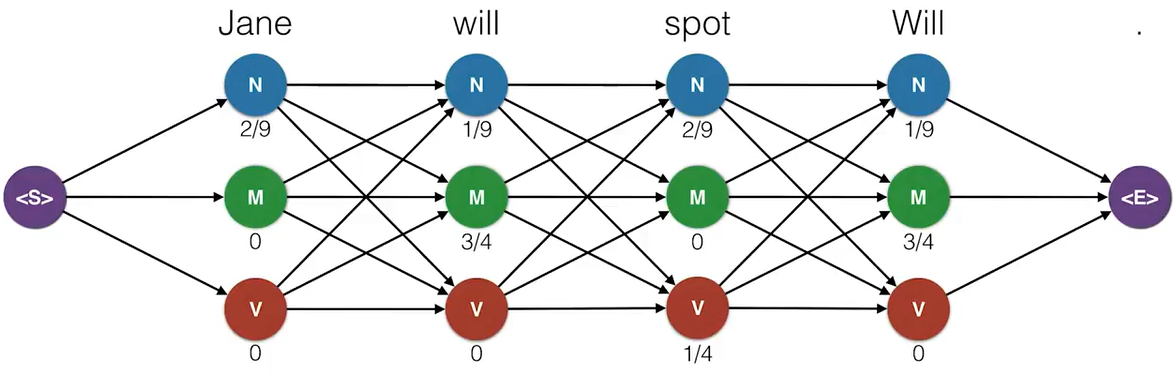 Jane will spot Will .
N N N N
2/9 1/9 2/9 1/9
<S> M M M M <E>
0 3/4 0 3/4
V V V V
0 0 1/4 0